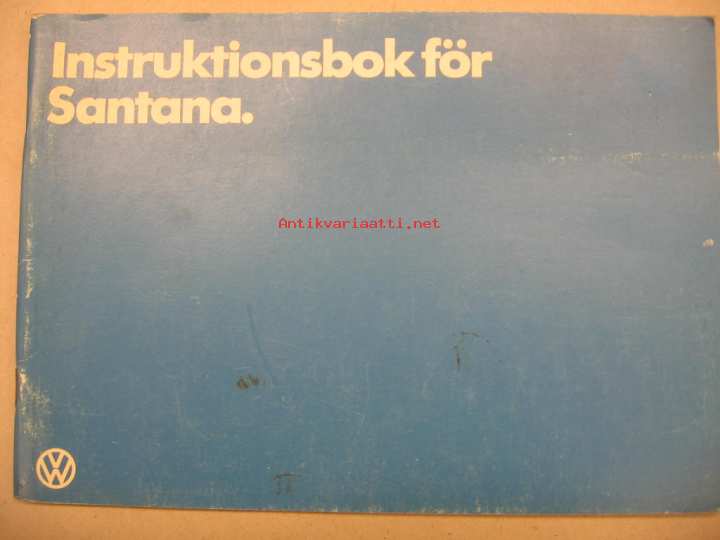 Instruktionsbok för
Santana.
Antikvariaatti.net
VW